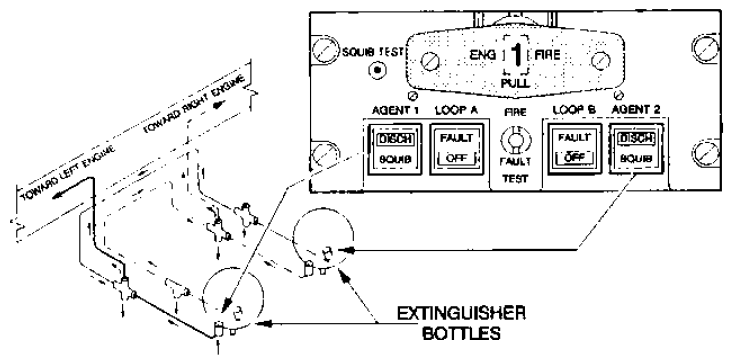 SQUIB TEST
ENG 1 FIRE
PULL
AGENT 1 LOOP A FIRE LOOP B AGENT 2
DISCH FAULT FAULT DISCH
SQUIB OFF FAULT OFF SQUIB
TEST
TOWARD RIGHT ENGINE
TOWARD LEFT ENGINE
EXTINGUISHER
BOTTLES